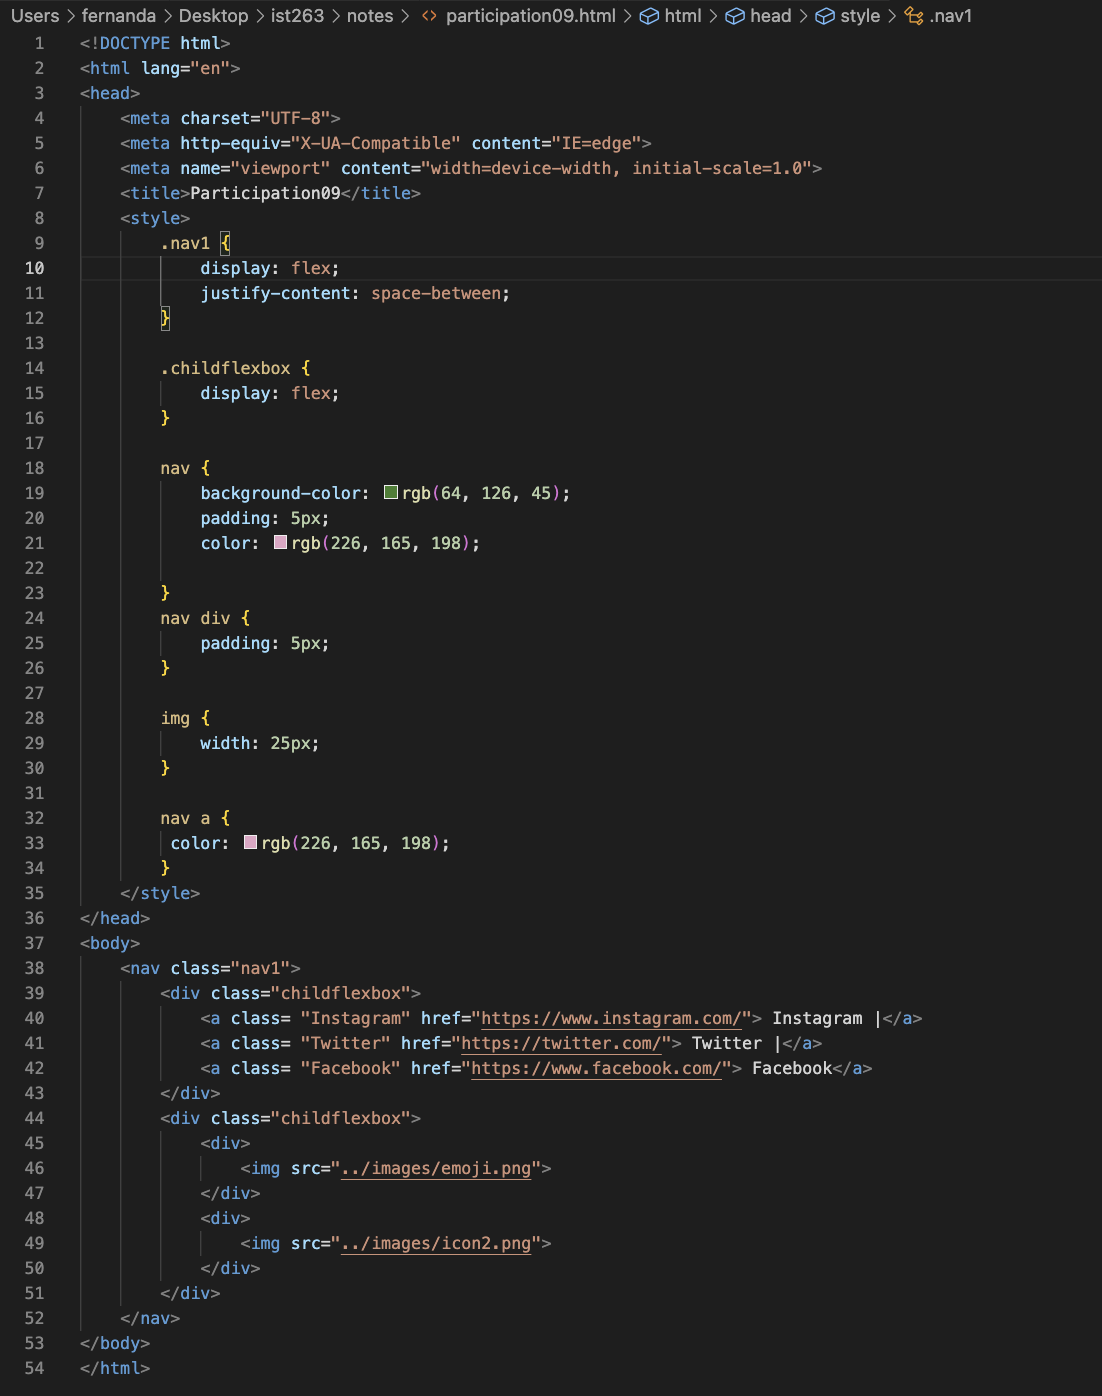 Users > fernanda > Desktop > ist263 > notes > <> participation09.html > html > head > style > .nav1
1 <!DOCTYPE html>
2 <html lang="en">
3 <head>
4     <meta charset="UTF-8">
5     <meta http-equiv="X-UA-Compatible" content="IE=edge">
6     <meta name="viewport" content="width=device-width, initial-scale=1.0">
7     <title>Participation09</title>
8     <style>
9         .nav1 {
10             display: flex;
11             justify-content: space-between;
12         }
13
14         .childflexbox {
15             display: flex;
16         }
17
18         nav {
19             background-color: rgb(64, 126, 45);
20             padding: 5px;
21             color: rgb(226, 165, 198);
22
23         }
24         nav div {
25             padding: 5px;
26         }
27
28         img {
29             width: 25px;
30         }
31
32         nav a {
33          color: rgb(226, 165, 198);
34         }
35     </style>
36 </head>
37 <body>
38     <nav class="nav1">
39         <div class="childflexbox">
40             <a class= "Instagram" href="https://www.instagram.com/"> Instagram |</a>
41             <a class= "Twitter" href="https://twitter.com/"> Twitter |</a>
42             <a class= "Facebook" href="https://www.facebook.com/"> Facebook</a>
43         </div>
44         <div class="childflexbox">
45             <div>
46                 <img src="../images/emoji.png">
47             </div>
48             <div>
49                 <img src="../images/icon2.png">
50             </div>
51         </div>
52     </nav>
53 </body>
54 </html>